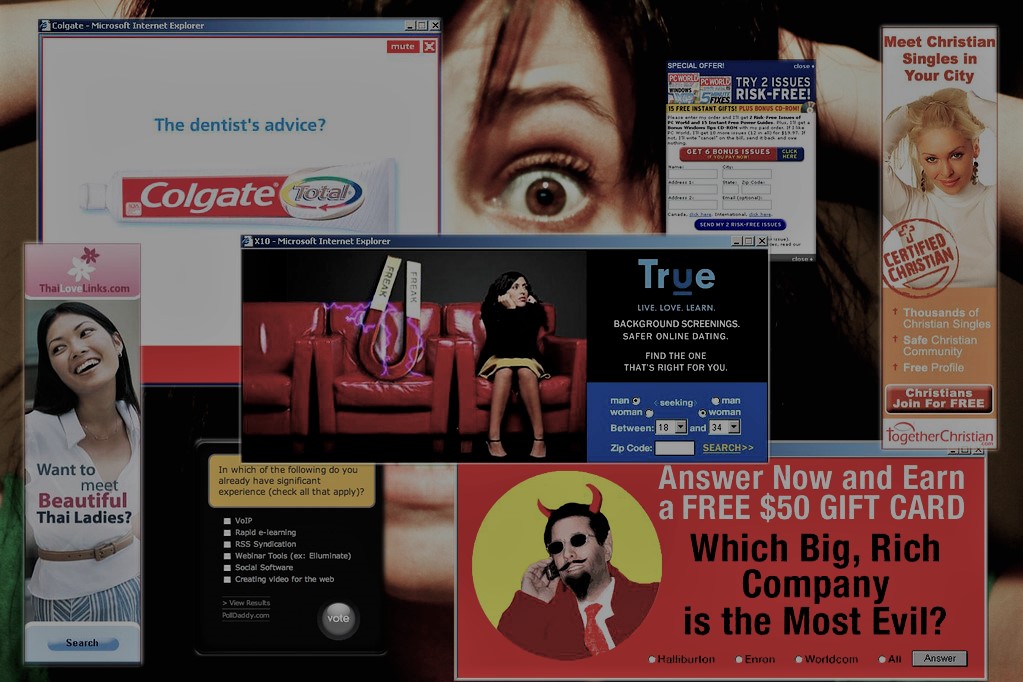 Colgate - Microsoft Internet Explorer
mute
The dentist's advice?
Colgate
Total
SPECIAL OFFER!
close
PC WORLD
PC WORLD
TRY 2 ISSUES
RISK-FREE!
15 FREE INSTANT GIFTS! PLUS BONUS CD-ROM!
GET 6 BONUS ISSUES
IF YOU PAY NOW!
CLICK
HERE
Name:
City:
Address 1:
State:
Zip Code:
Address 2:
Email (optional):
Canada, click here. International, click here.
SEND MY 2 RISK-FREE ISSUES
close
Meet Christian
Singles in
Your City
CERTIFIED
CHRISTIAN
Thousands of
Christian Singles
Safe Christian
Community
Free Profile
Christians
Join For FREE
TogetherChristian
.com
X10 - Microsoft Internet Explorer
FREAK
FREAK
True
LIVE. LOVE. LEARN.
BACKGROUND SCREENINGS.
SAFER ONLINE DATING.
FIND THE ONE
THAT'S RIGHT FOR YOU.
man
seeking
man
woman
woman
Between: 18 and 34
Zip Code:
SEARCH>>
ThaiLoveLinks.com
Want to
meet
Beautiful
Thai Ladies?
Search
In which of the following do you
already have significant
experience (check all that apply)?
VoIP
Rapid e-learning
RSS Syndication
Webinar Tools (ex: Elluminate)
Social Software
Creating video for the web
> View Results
PollDaddy.com
vote
Answer Now and Earn
a FREE $50 GIFT CARD
Which Big, Rich
Company
is the Most Evil?
Halliburton
Enron
Worldcom
All
Answer